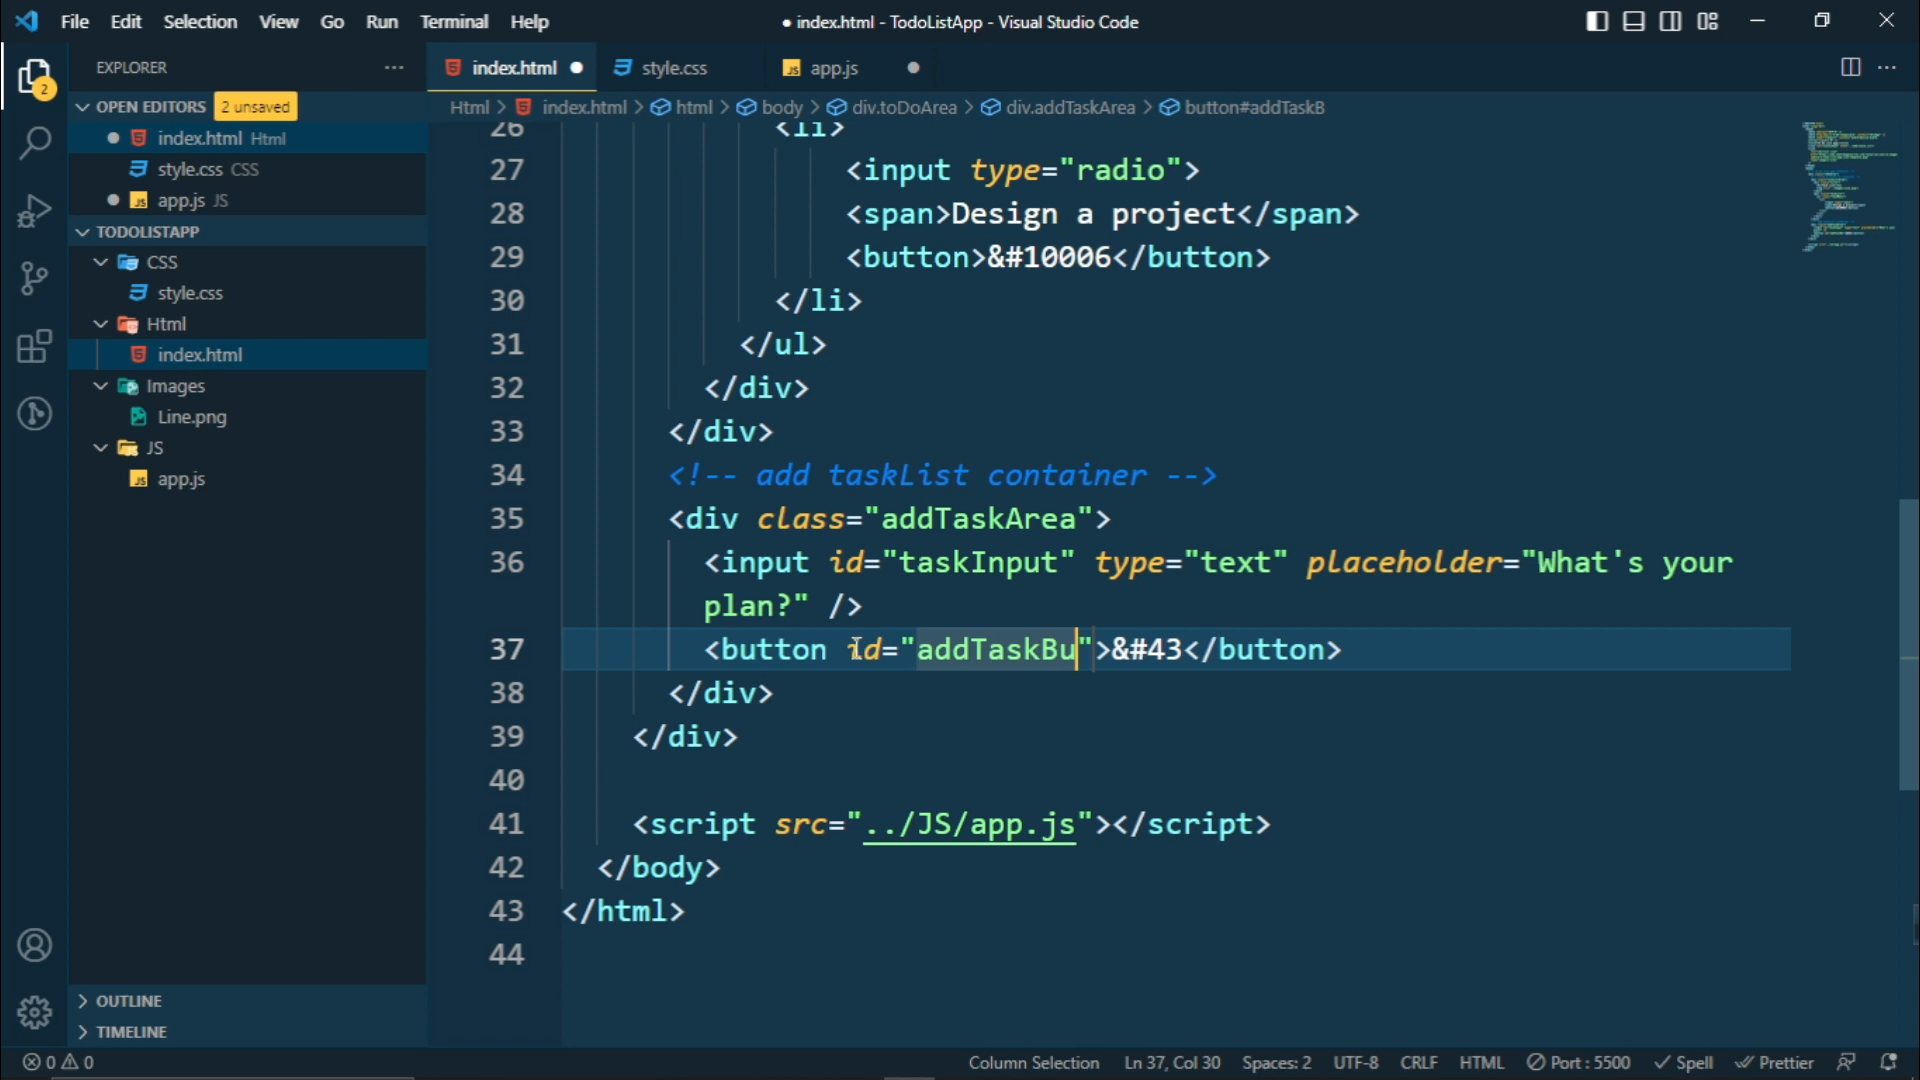 File Edit Selection View Go Run Terminal Help
● index.html - TodoListApp - Visual Studio Code
EXPLORER
OPEN EDITORS 2 unsaved
index.html Html
style.css CSS
app.js JS
TODOLISTAPP
CSS
style.css
Html
index.html
Images
Line.png
JS
app.js
OUTLINE
TIMELINE
2
index.html style.css app.js
Html > index.html > html > body > div.toDoArea > div.addTaskArea > button#addTaskB
26 <li>
27 <input type="radio">
28 <span>Design a project</span>
29 <button>&#10006</button>
30 </li>
31 </ul>
32 </div>
33 </div>
34 <!-- add taskList container -->
35 <div class="addTaskArea">
36 <input id="taskInput" type="text" placeholder="What's your
plan?" />
37 <button id="addTaskBu">&#43</button>
38 </div>
39 </div>
40
41 <script src="../JS/app.js"></script>
42 </body>
43 </html>
44
0 0 Column Selection Ln 37, Col 30 Spaces: 2 UTF-8 CRLF HTML Port : 5500 Spell Prettier